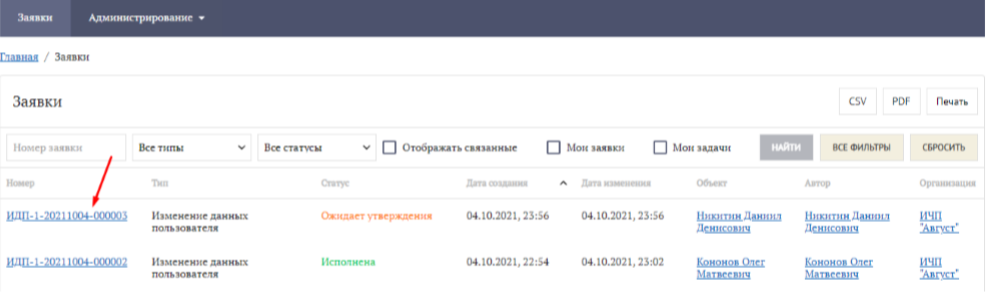 Заявки Администрирование
Главная / Заявки
Заявки CSV PDF Печать
Номер заявки Все типы Все статусы Отображать связанные Мои заявки Мои задачи НАЙТИ ВСЕ ФИЛЬТРЫ СБРОСИТЬ
Номер Тип Статус Дата создания Дата изменения Объект Автор Организация
ИДП-1-20211004-000003 Изменение данных Ожидает утверждения 04.10.2021, 23:56 04.10.2021, 23:56 Никитин Даниил Никитин Даниил ИЧП
пользователя Денисович Денисович "Август"
ИДП-1-20211004-000002 Изменение данных Исполнена 04.10.2021, 22:54 04.10.2021, 23:02 Кононов Олег Кононов Олег ИЧП
пользователя Матвеевич Матвеевич "Август"